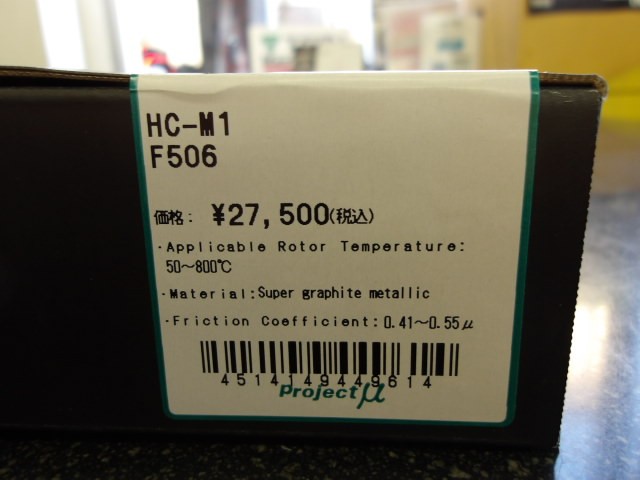 HC-M1
F506
価格: ¥27,500(税込)
·Applicable Rotor Temperature:
50～800℃
·Material:Super graphite metallic
·Friction Coefficient:0.41～0.55μ
4514149449614
Project μ